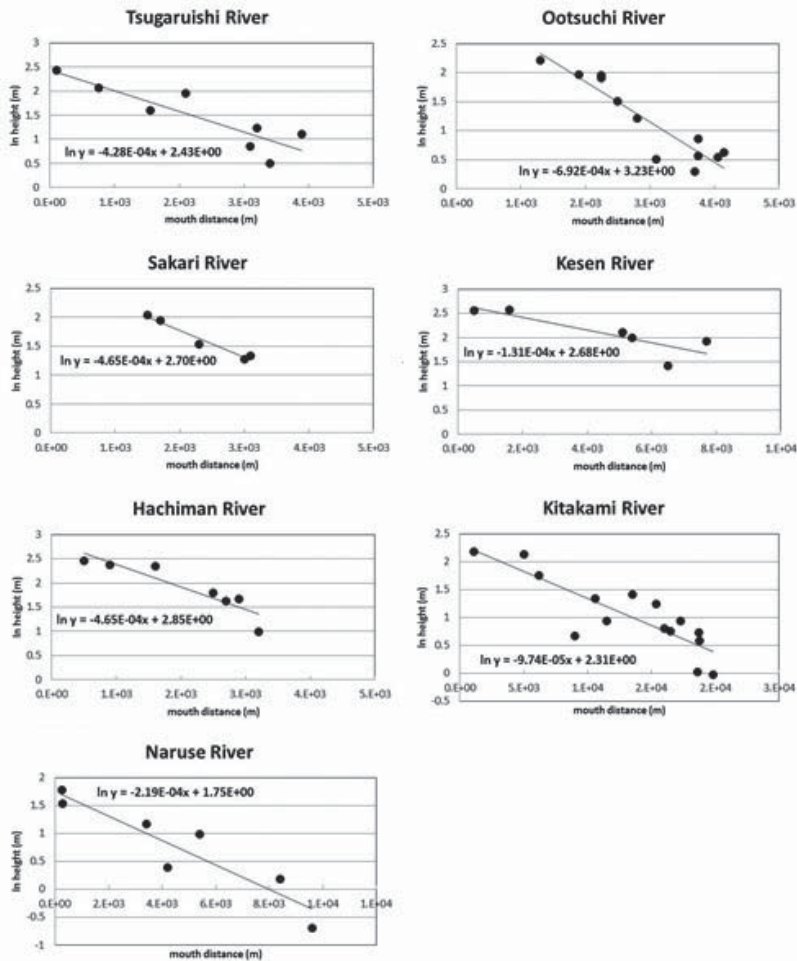 Tsugaruishi River
3
2.5
2
1.5
1
0.5
0
ln height (m)
ln y = -4.28E-04x + 2.43E+00
0.E+00 1.E+03 2.E+03 3.E+03 4.E+03 5.E+03
mouth distance (m)
Ootsuchi River
2.5
2
1.5
1
0.5
0
ln height (m)
ln y = -6.92E-04x + 3.23E+00
0.E+00 1.E+03 2.E+03 3.E+03 4.E+03 5.E+03
mouth distance (m)
Sakari River
2.5
2
1.5
1
0.5
0
ln height (m)
ln y = -4.65E-04x + 2.70E+00
0.E+00 1.E+03 2.E+03 3.E+03 4.E+03 5.E+03
mouth distance (m)
Kesen River
3
2.5
2
1.5
1
0.5
0
ln height (m)
ln y = -1.31E-04x + 2.68E+00
0.E+00 2.E+03 4.E+03 6.E+03 8.E+03 1.E+04
mouth distance (m)
Hachiman River
3
2.5
2
1.5
1
0.5
0
ln height (m)
ln y = -4.65E-04x + 2.85E+00
0.E+00 1.E+03 2.E+03 3.E+03 4.E+03 5.E+03
mouth distance (m)
Kitakami River
2.5
2
1.5
1
0.5
0
-0.5
ln height (m)
ln y = -9.74E-05x + 2.31E+00
0.E+00 5.E+03 1.E+04 2.E+04 2.E+04 3.E+04
mouth distance (m)
Naruse River
2
1.5
1
0.5
0
-0.5
-1
ln height (m)
ln y = -2.19E-04x + 1.75E+00
0.E+00 2.E+03 4.E+03 6.E+03 8.E+03 1.E+04 1.E+04
mouth distance (m)